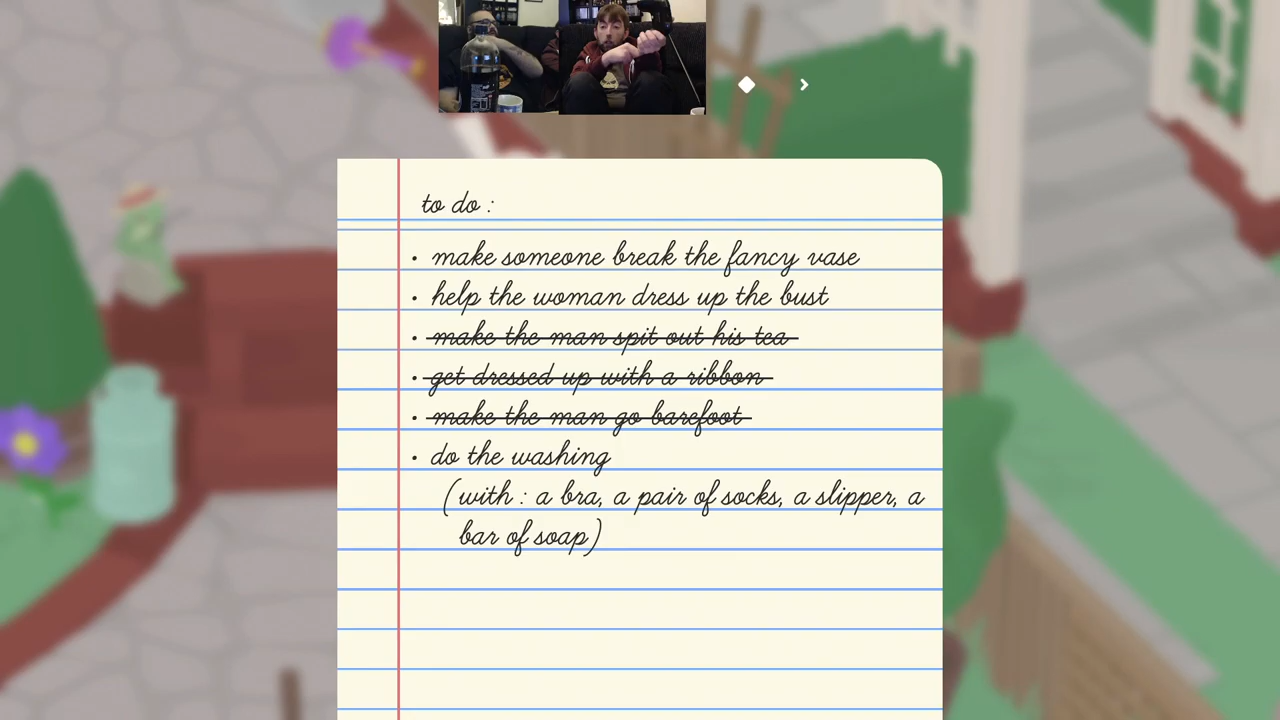 to do :
• make someone break the fancy vase
• help the woman dress up the bust
• make the man spit out his tea
• get dressed up with a ribbon
• make the man go barefoot
• do the washing
(with : a bra, a pair of socks, a slipper, a
bar of soap)